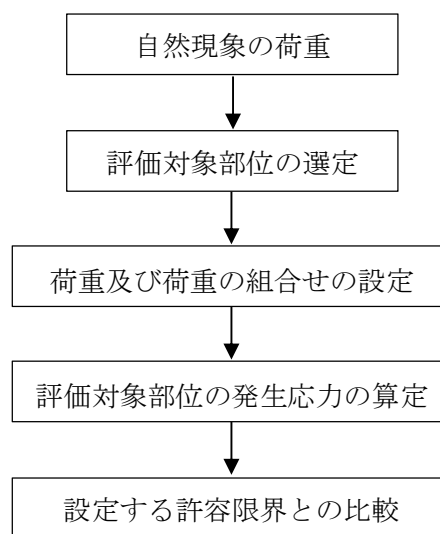 自然現象の荷重
評価対象部位の選定
荷重及び荷重の組合せの設定
評価対象部位の発生応力の算定
設定する許容限界との比較